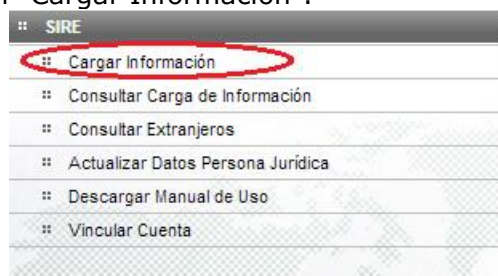 "Cargar Información":
SIRE
Cargar Información
Consultar Carga de Información
Consultar Extranjeros
Actualizar Datos Persona Jurídica
Descargar Manual de Uso
Vincular Cuenta